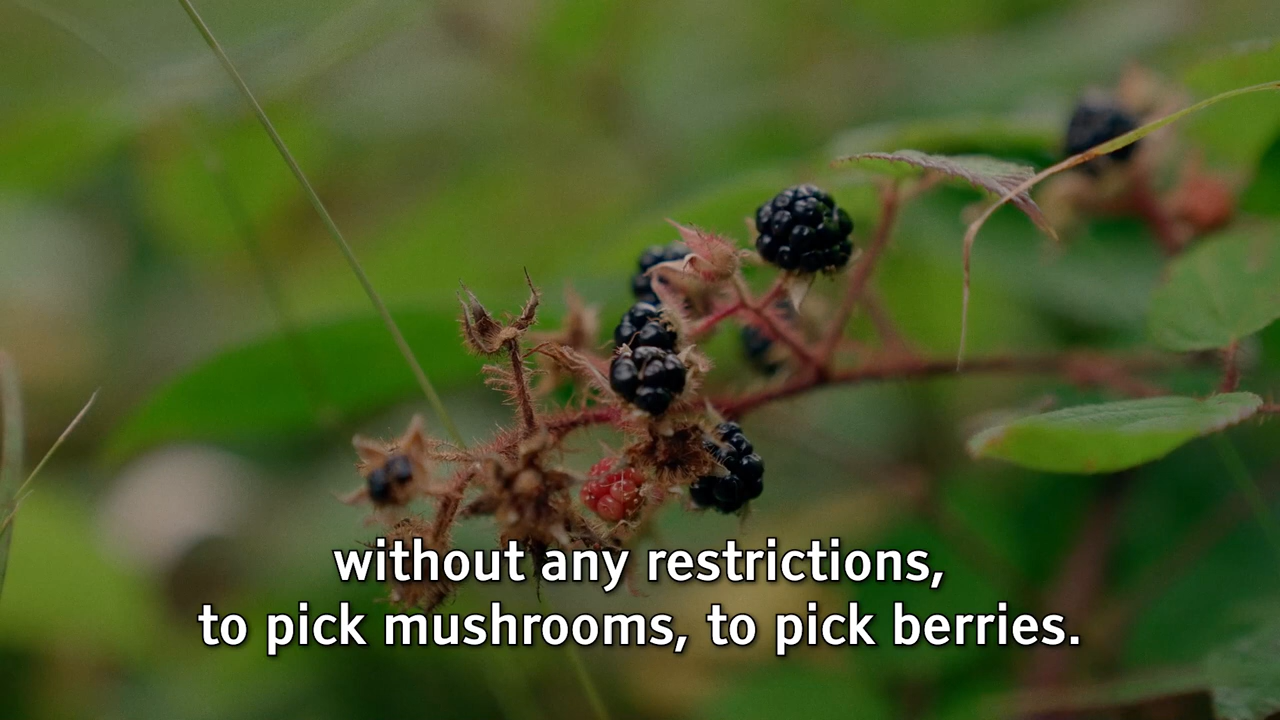 without any restrictions,
to pick mushrooms, to pick berries.